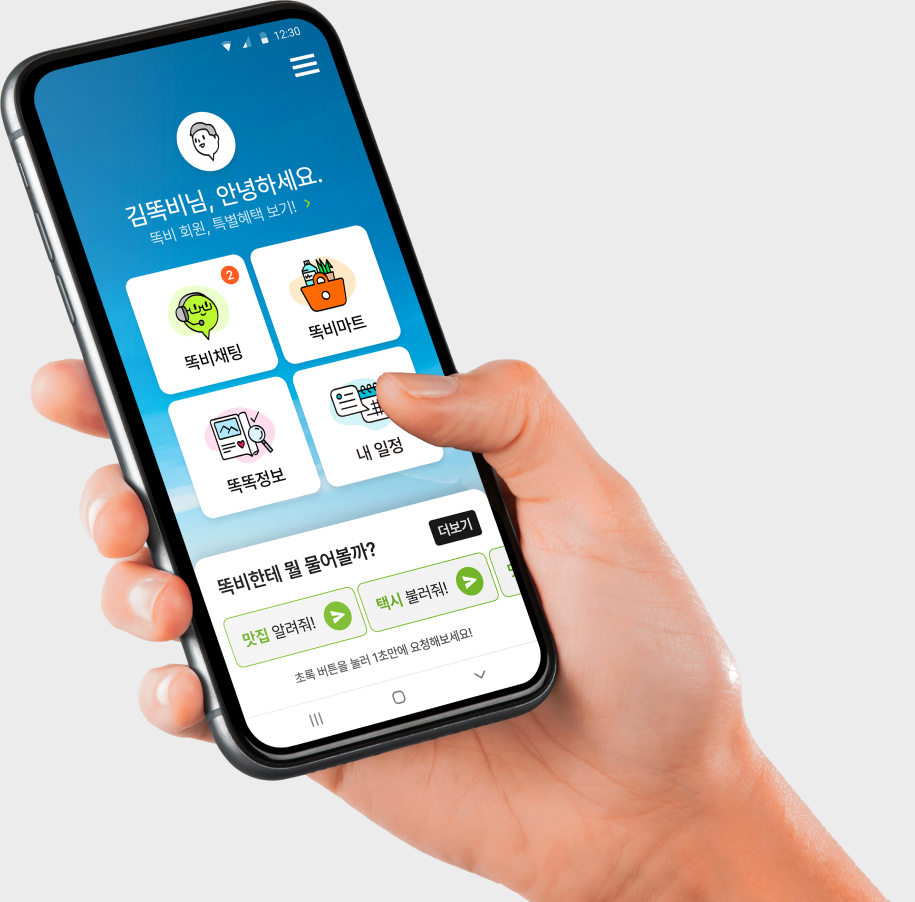 12:30
김똑비님, 안녕하세요.
똑비 회원, 특별혜택 보기!
2
똑비채팅
똑비마트
똑똑정보
내 일정
똑비한테 뭘 물어볼까?
더보기
맛집 알려줘!
택시 불러줘!
초록 버튼을 눌러 1초만에 요청해보세요!